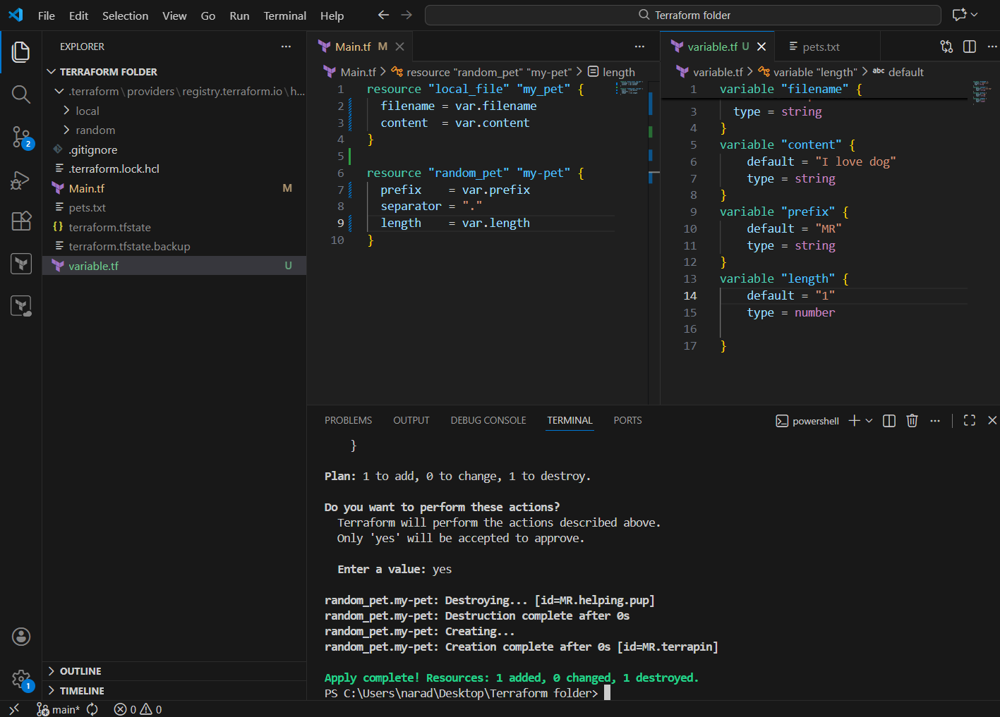 File Edit Selection View Go Run Terminal Help
Terraform folder
EXPLORER
TERRAFORM FOLDER
.terraform\providers\registry.terraform.io\h...
local
random
.gitignore
.terraform.lock.hcl
Main.tf M
pets.txt
terraform.tfstate
terraform.tfstate.backup
variable.tf U
OUTLINE
TIMELINE
2
1
Main.tf M
Main.tf > resource "random_pet" "my-pet" > length
1 resource "local_file" "my_pet" {
2 filename = var.filename
3 content  = var.content
4 }
5
6 resource "random_pet" "my-pet" {
7 prefix    = var.prefix
8 separator = "."
9 length    = var.length
10 }
variable.tf U pets.txt
variable.tf > variable "length" > abc default
1 variable "filename" {
3 type = string
4 }
5 variable "content" {
6 default = "I love dog"
7 type = string
8 }
9 variable "prefix" {
10 default = "MR"
11 type = string
12 }
13 variable "length" {
14 default = "1"
15 type = number
16
17 }
PROBLEMS OUTPUT DEBUG CONSOLE TERMINAL PORTS
powershell
}
Plan: 1 to add, 0 to change, 1 to destroy.
Do you want to perform these actions?
Terraform will perform the actions described above.
Only 'yes' will be accepted to approve.
Enter a value: yes
random_pet.my-pet: Destroying... [id=MR.helping.pup]
random_pet.my-pet: Destruction complete after 0s
random_pet.my-pet: Creating...
random_pet.my-pet: Creation complete after 0s [id=MR.terrapin]
Apply complete! Resources: 1 added, 0 changed, 1 destroyed.
PS C:\Users\narad\Desktop\Terraform folder>
main* 0 0